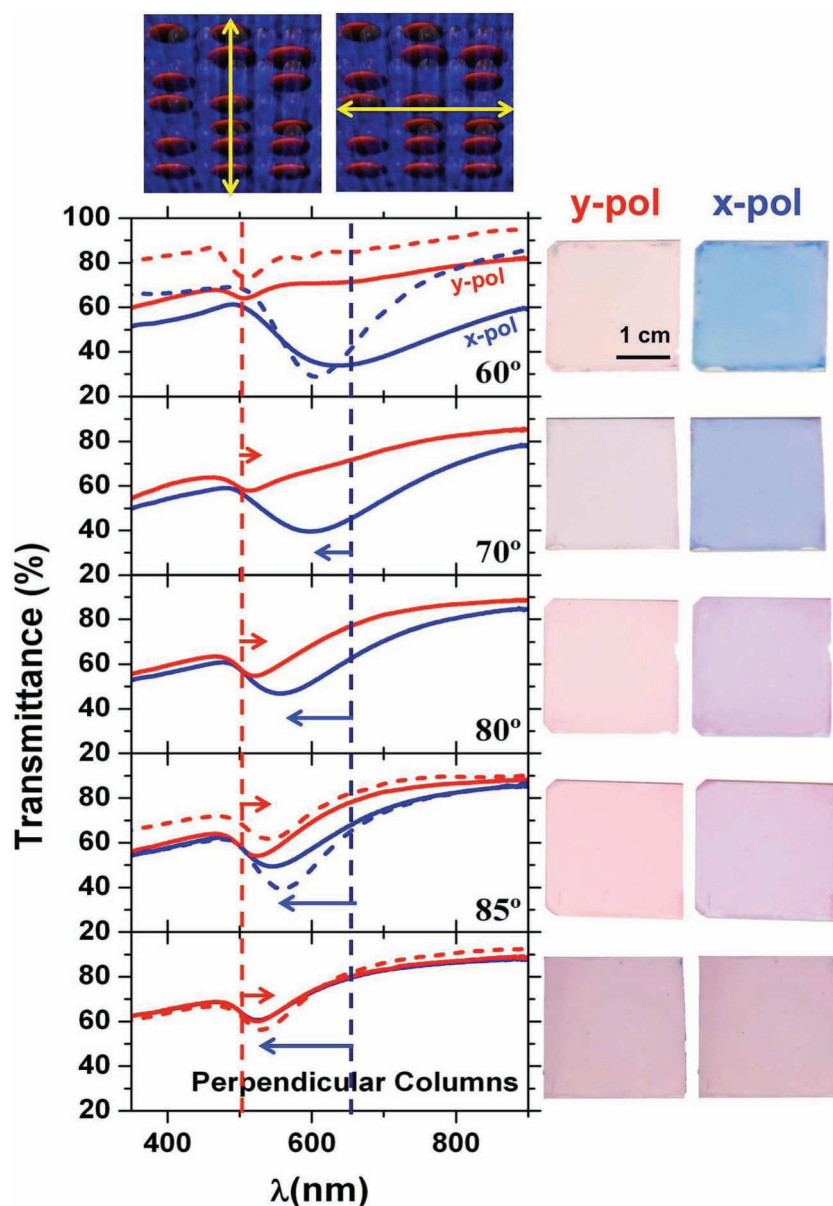 y-pol x-pol
100
80
60
40
20
y-pol
x-pol
60º
1 cm
80
60
40
20
70º
80
60
40
20
80º
80
60
40
20
85º
80
60
40
20
Perpendicular Columns
400 600 800
λ(nm)
Transmittance (%)